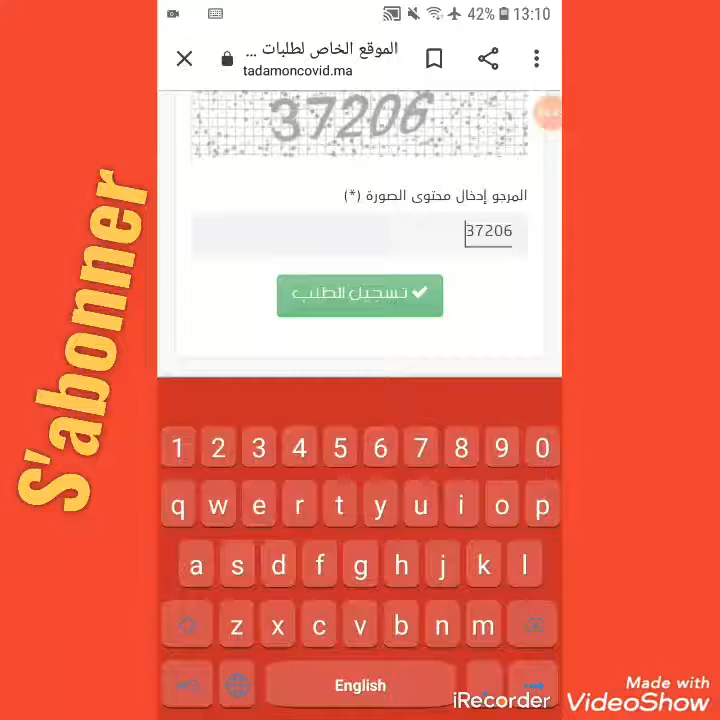 42% 13:10
الموقع الخاص لطلبات ...
tadamoncovid.ma
37206
المرجو إدخال محتوى الصورة (*)
37206
تسجيل الطلب
S'abonner
1 2 3 4 5 6 7 8 9 0
q w e r t y u i o p
a s d f g h j k l
z x c v b n m
English
iRecorder
Made with
VideoShow